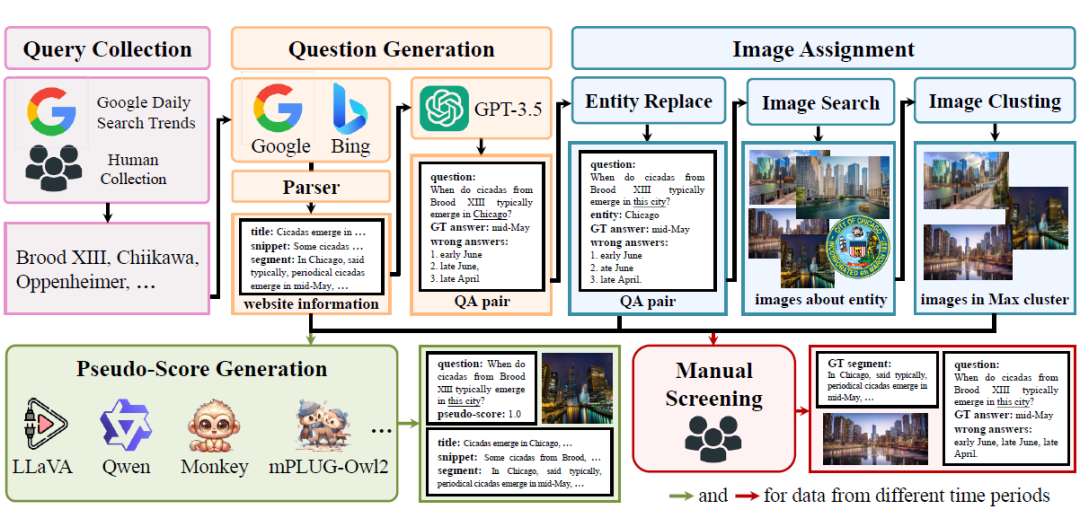 Query Collection
Question Generation
Image Assignment
Google Daily
Search Trends
Human
Collection
Brood XIII, Chiikawa,
Oppenheimer, …
Google
Bing
Parser
title: Cicadas emerge in …
snippet: Some cicadas …
segment: In Chicago, said
typically, periodical cicadas
emerge in mid-May, …
website information
GPT-3.5
question:
When do cicadas from
Brood XIII typically
emerge in Chicago?
GT answer: mid-May
wrong answers:
1. early June
2. late June,
3. late April
QA pair
Entity Replace
question:
When do cicadas from
Brood XIII typically
emerge in this city?
entity: Chicago
GT answer: mid-May
wrong answers:
1. early June
2. ate June
3. late April.
QA pair
Image Search
CITY OF CHICAGO
INCORPORATED 4th MARCH 1837
images about entity
Image Clusting
images in Max cluster
Pseudo-Score Generation
LLaVA
Qwen
Monkey
mPLUG-Owl2
…
question: When do
cicadas from Brood
XIII typically emerge
in this city?
pseudo-score: 1.0
title: Cicadas emerge in Chicago, …
snippet: Some cicadas from Brood, …
segment: In Chicago, said typically,
periodical cicadas emerge in mid-May, …
Manual
Screening
GT segment:
In Chicago, said typically,
periodical cicadas emerge in
mid-May, …
question:
When do cicadas from
Brood XIII typically
emerge in this city?
GT answer: mid-May
wrong answers:
early June, late June, late
April.
and
for data from different time periods